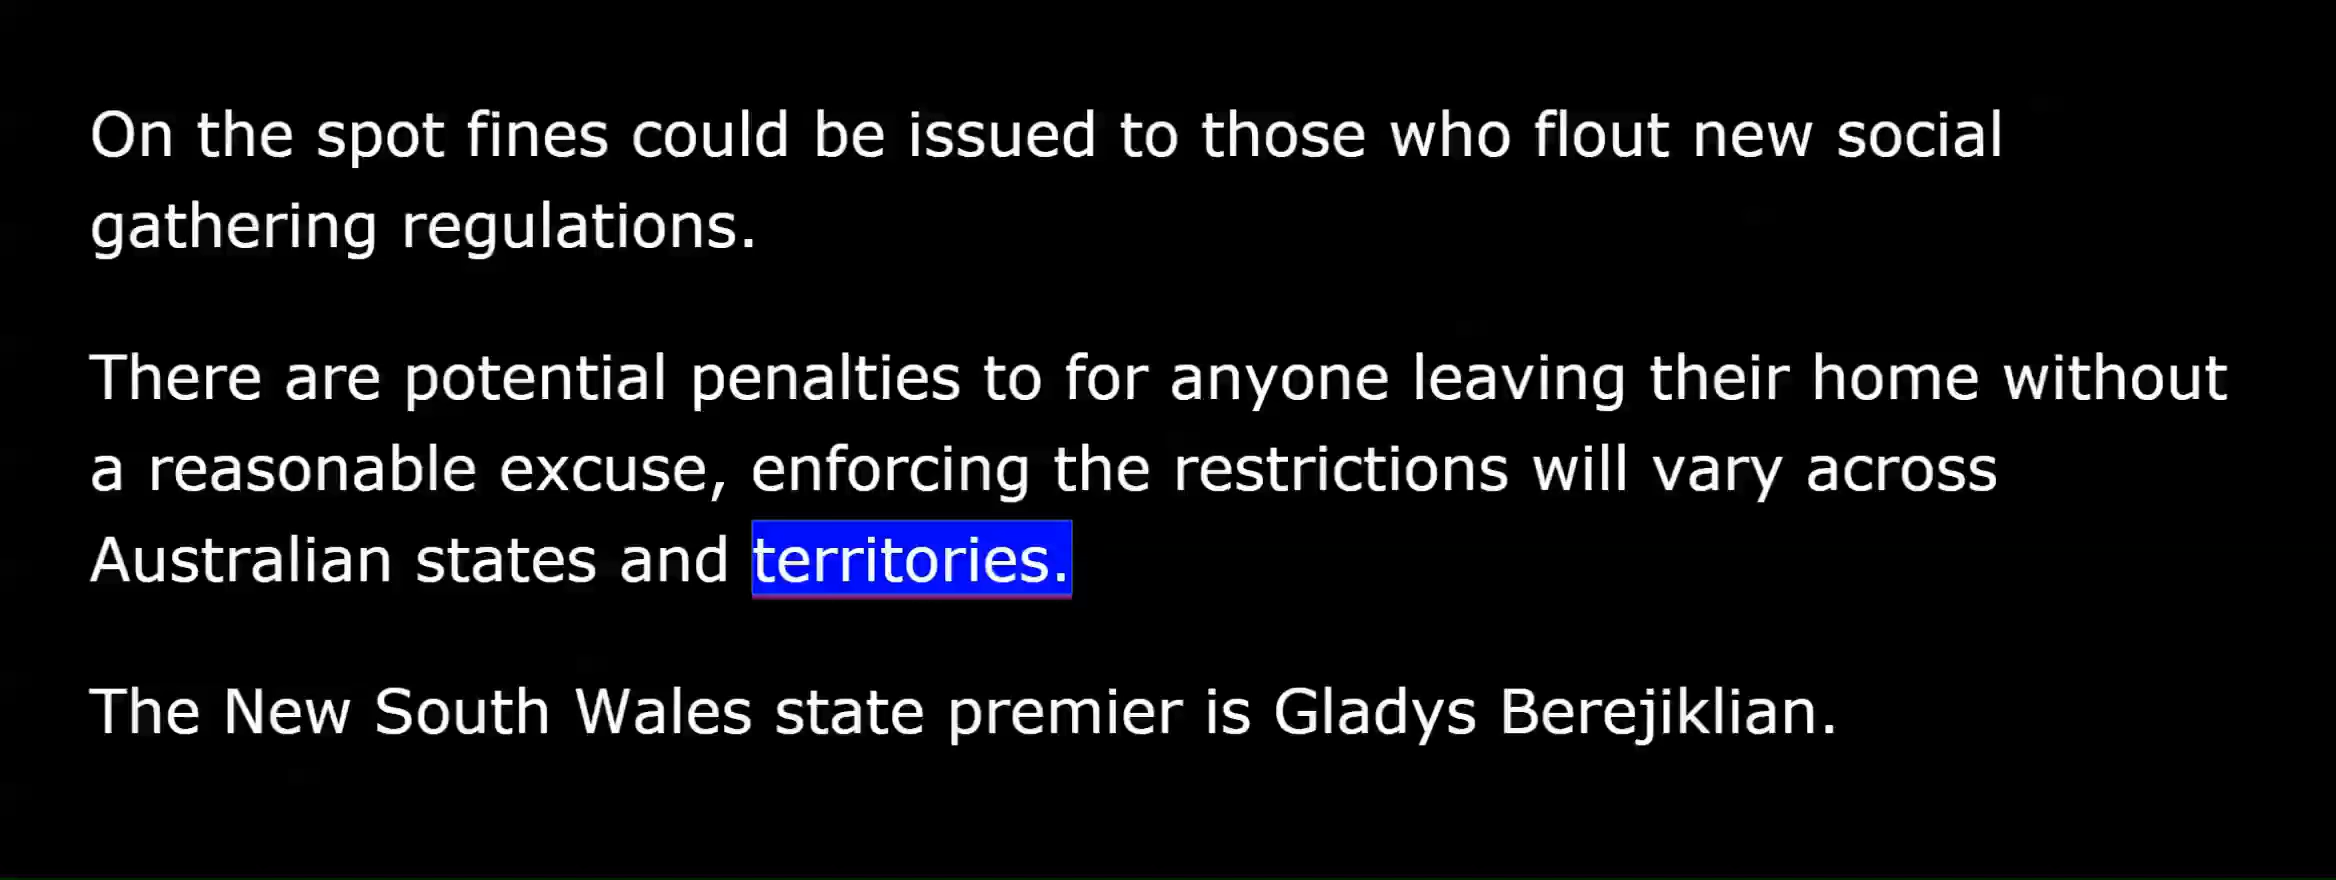 On the spot fines could be issued to those who flout new social
gathering regulations.
There are potential penalties to for anyone leaving their home without
a reasonable excuse, enforcing the restrictions will vary across
Australian states and territories.
The New South Wales state premier is Gladys Berejiklian.